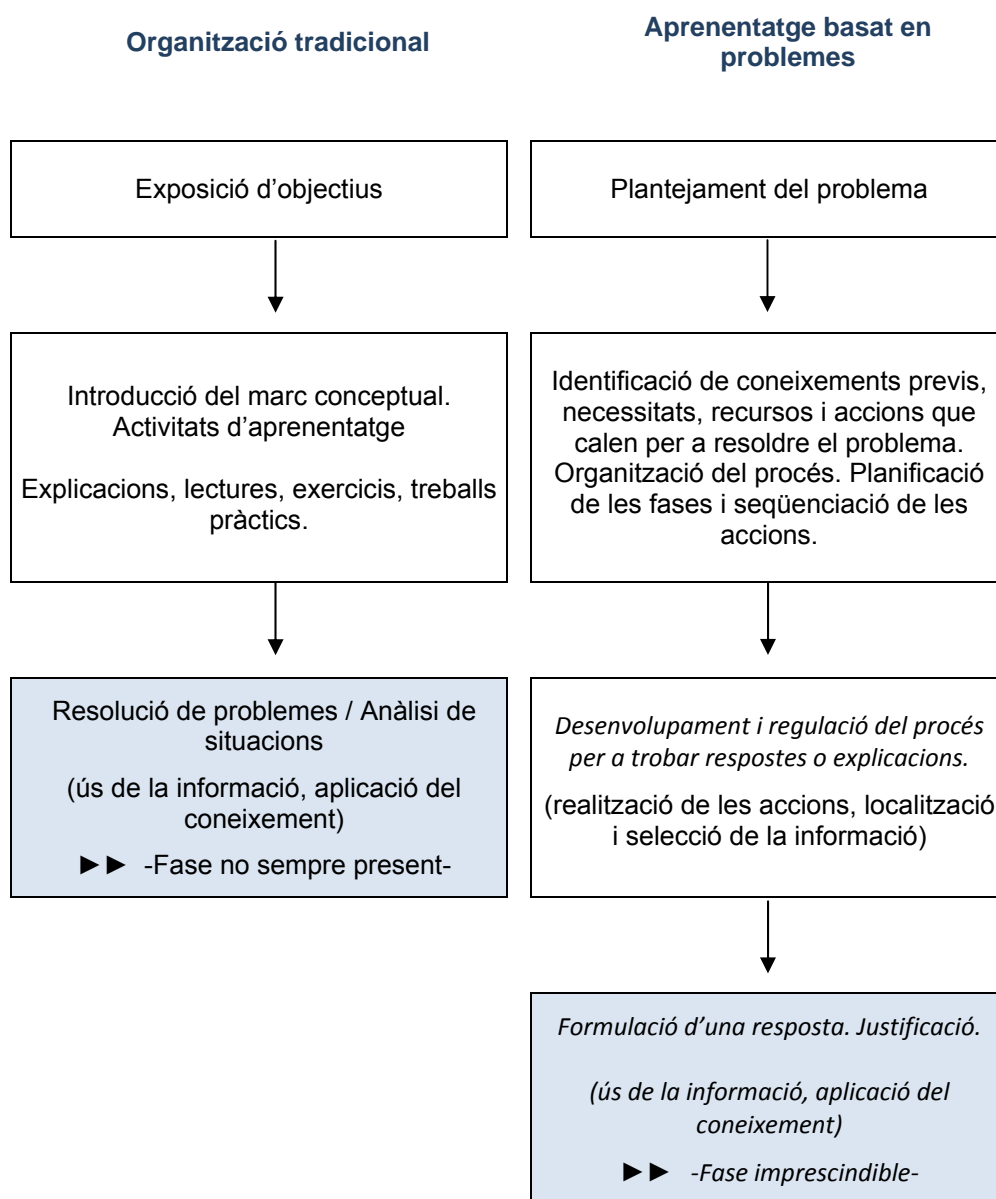 Organització tradicional
Exposició d’objectius
Introducció del marc conceptual.
Activitats d’aprenentatge
Explicacions, lectures, exercicis, treballs
pràctics.
Resolució de problemes / Anàlisi de
situacions
(ús de la informació, aplicació del
coneixement)
►► -Fase no sempre present-
Aprenentatge basat en
problemes
Plantejament del problema
Identificació de coneixements previs,
necessitats, recursos i accions que
calen per a resoldre el problema.
Organització del procés. Planificació
de les fases i seqüenciació de les
accions.
Desenvolupament i regulació del procés
per a trobar respostes o explicacions.
(realització de les accions, localització
i selecció de la informació)
Formulació d’una resposta. Justificació.
(ús de la informació, aplicació del
coneixement)
►► -Fase imprescindible-